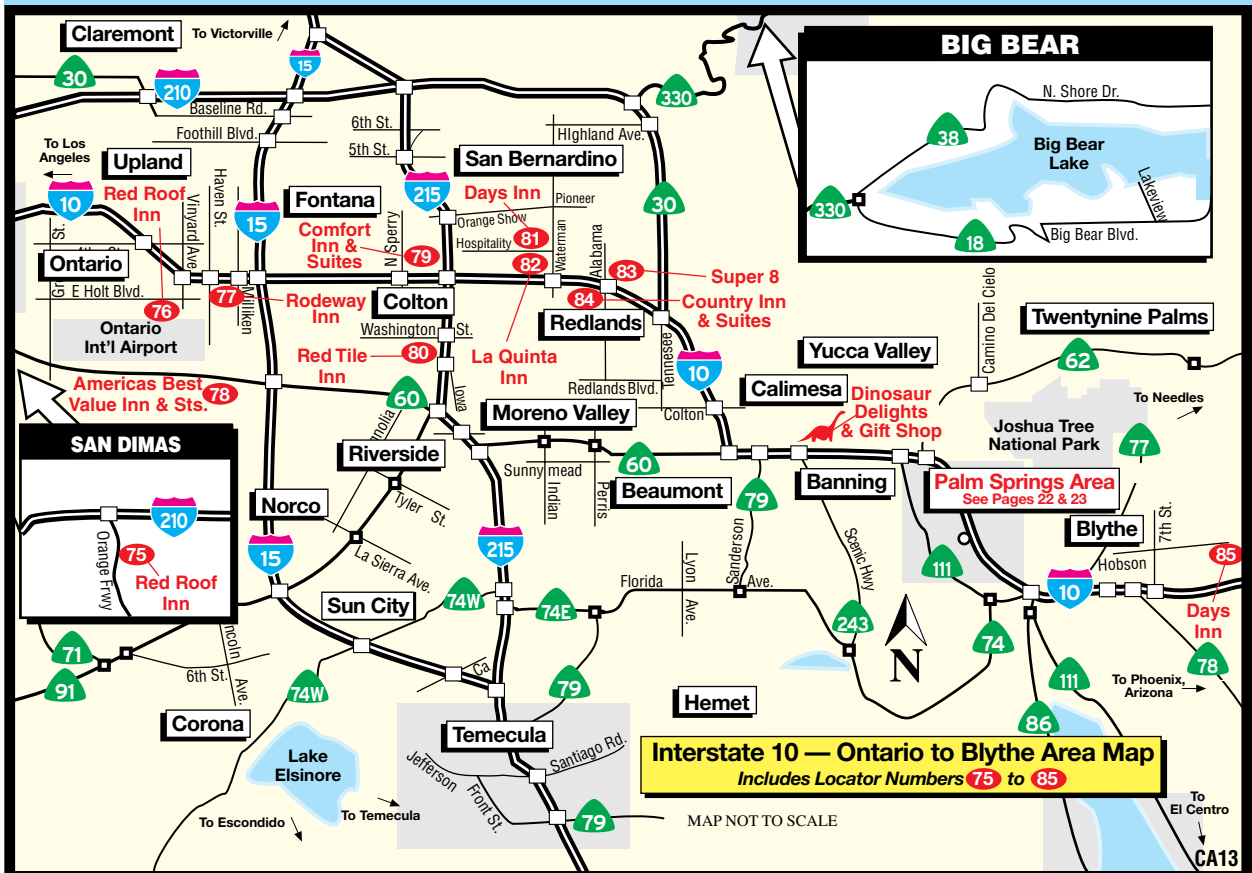 Claremont
To Victorville
15
30
210
Baseline Rd.
Foothill Blvd.
330
6th St.
5th St.
HIghland Ave.
BIG BEAR
N. Shore Dr.
38
Big Bear
Lake
Lakeview
330
18
Big Bear Blvd.
To Los
Angeles
Upland
Red Roof
Inn
10
Vinyard Ave
Haven St.
15
Fontana
San Bernardino
215
Days Inn
81
Pioneer
Orange Show
Hospitality
82
Waterman
30
Comfort
Inn &
Suites
79
N Sperry
Alabama
83
Super 8
84
Country Inn
& Suites
Ontario
St.
E Holt Blvd.
76
77
Milliken
Rodeway
Inn
Colton
Washington St.
Redlands
Ontario
Int'l Airport
Red Tile
Inn
80
La Quinta
Inn
Redlands Blvd.
10
Colton
Iowa
Americas Best
Value Inn & Sts.
78
60
Camino Del Cielo
Twentynine Palms
62
Yucca Valley
Calimesa
Dinosaur
Delights
& Gift Shop
Joshua Tree
National Park
To Needles
77
SAN DIMAS
210
Orange Frwy
75
Red Roof
Inn
Moreno Valley
Riverside
Sunny mead
Indian
Perris
60
Beaumont
79
Banning
Palm Springs Area
See Pages 22 & 23
Blythe
7th St.
Hobson
85
Days
Inn
Norco
Tyler St.
La Sierra Ave.
15
215
Sun City
74W
74E
Florida Ave.
Lyon
Ave.
Sanderson
Scenic Hwy
243
111
10
74
N
78
To Phoenix,
Arizona
111
86
71
91
6th St.
Ave.
74W
Ca
79
Corona
Hemet
Temecula
Lake
Elsinore
Jefferson
Front St.
Santiago Rd.
79
To Escondido
To Temecula
Interstate 10 — Ontario to Blythe Area Map
Includes Locator Numbers 75 to 85
MAP NOT TO SCALE
To
El Centro
CA13